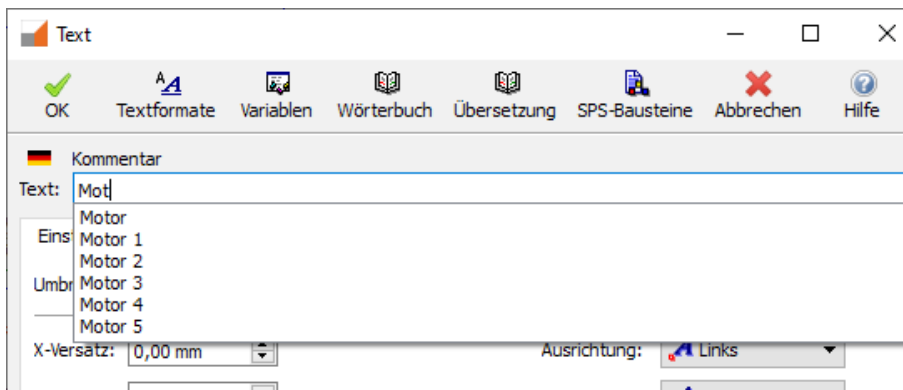 Text
OK Textformate Variablen Wörterbuch Übersetzung SPS-Bausteine Abbrechen Hilfe
Kommentar
Text: Mot
Motor
Motor 1
Motor 2
Motor 3
Motor 4
Motor 5
X-Versatz: 0,00 mm Ausrichtung: Links